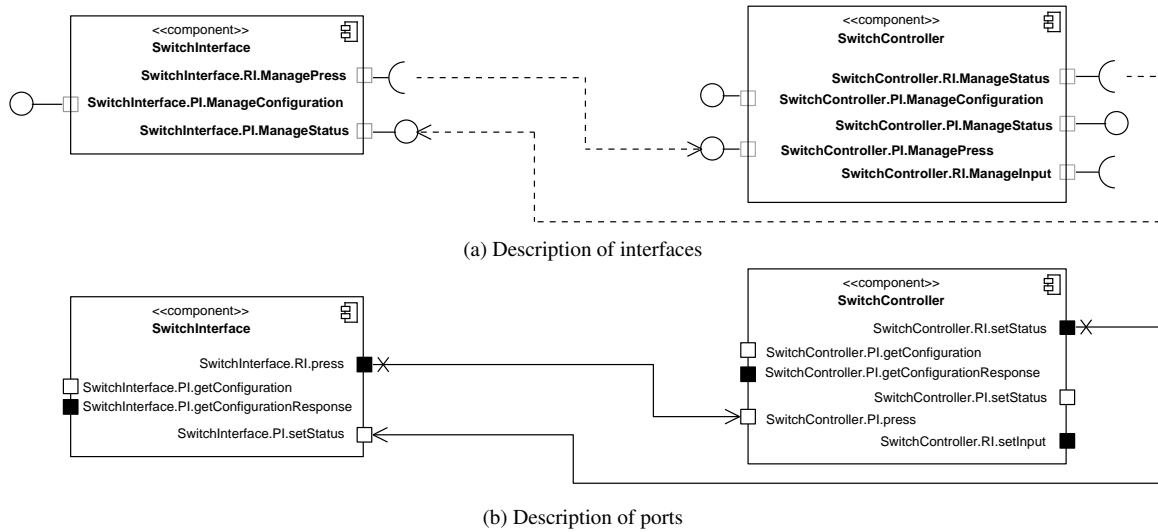 <<component>>
SwitchInterface
SwitchInterface.RI.ManagePress
SwitchInterface.PI.ManageConfiguration
SwitchInterface.PI.ManageStatus
<<component>>
SwitchController
SwitchController.RI.ManageStatus
SwitchController.PI.ManageConfiguration
SwitchController.PI.ManageStatus
SwitchController.PI.ManagePress
SwitchController.RI.ManageInput
(a) Description of interfaces
<<component>>
SwitchInterface
SwitchInterface.RI.press
SwitchInterface.PI.getConfiguration
SwitchInterface.PI.getConfigurationResponse
SwitchInterface.PI.setStatus
<<component>>
SwitchController
SwitchController.RI.setStatus
SwitchController.PI.getConfiguration
SwitchController.PI.getConfigurationResponse
SwitchController.PI.setStatus
SwitchController.PI.press
SwitchController.RI.setInput
(b) Description of ports